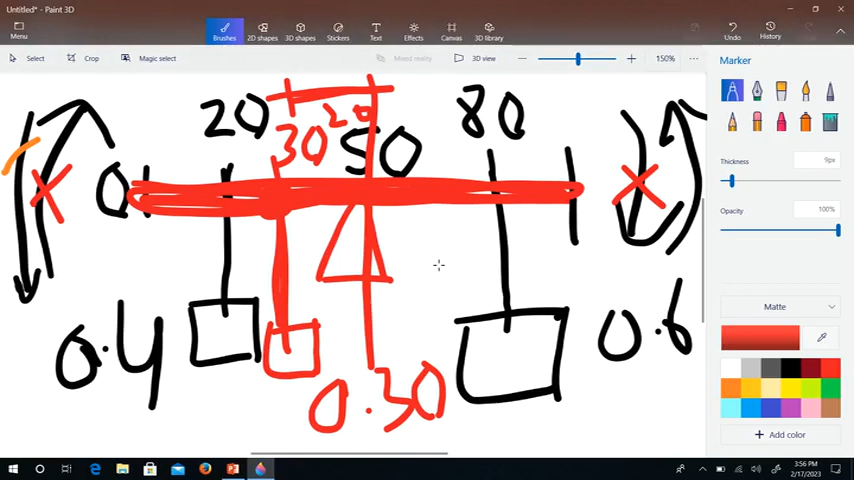 Untitled* - Paint 3D
Menu
Brushes
2D shapes
3D shapes
Stickers
Text
Effects
Canvas
3D library
Undo
History
Select
Crop
Magic select
Mixed reality
3D view
150%
Marker
Thickness
9px
Opacity
100%
Matte
Add color
20
20
80
30
50
0
0.4
0.30
0.6
3:56 PM
2/17/2023